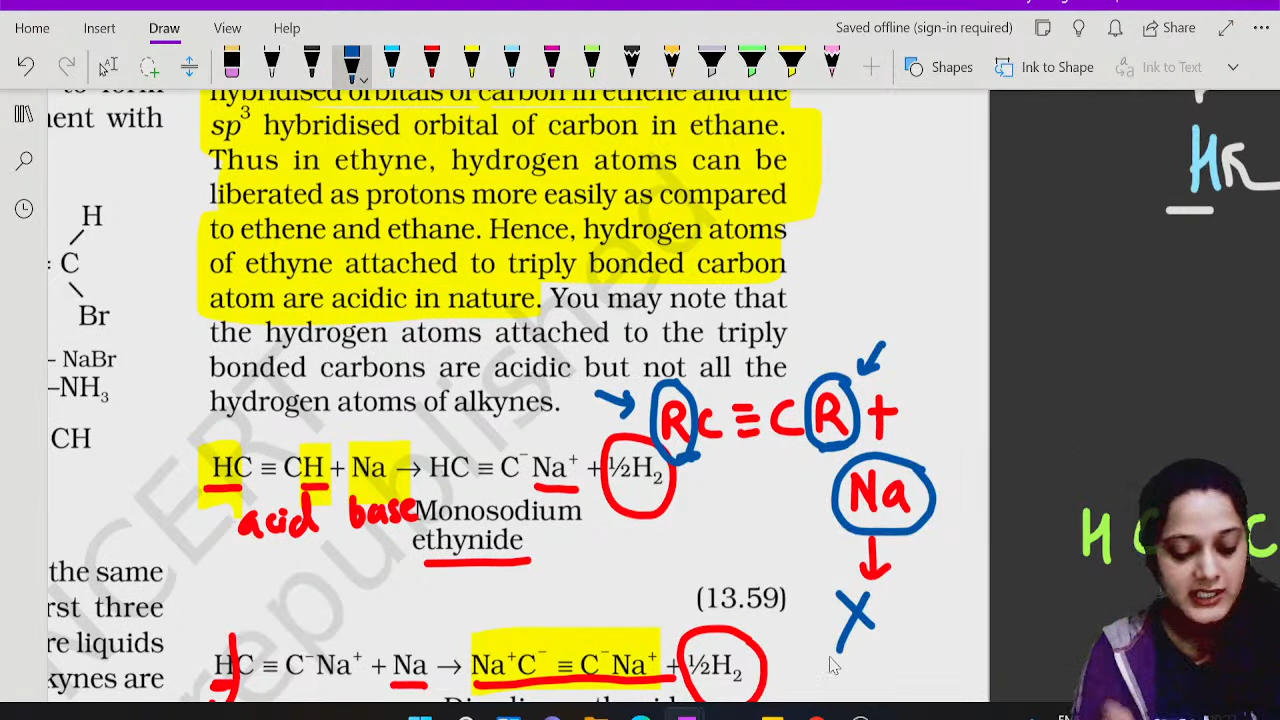 Home Insert Draw View Help Saved offline (sign-in required) Share
Shapes Ink to Shape Ink to Text
to form
nent with
H
C
Br
– NaBr
–NH3
CH
the same
rst three
re liquids
kynes are
hybridised orbitals of carbon in ethene and the
sp3 hybridised orbital of carbon in ethane.
Thus in ethyne, hydrogen atoms can be
liberated as protons more easily as compared
to ethene and ethane. Hence, hydrogen atoms
of ethyne attached to triply bonded carbon
atom are acidic in nature. You may note that
the hydrogen atoms attached to the triply
bonded carbons are acidic but not all the
hydrogen atoms of alkynes.
RC ≡ CR +
Na
↓
X
HC ≡ CH + Na → HC ≡ C⁻Na⁺ + ½H2
acid base
Monosodium
ethynide
(13.59)
HC ≡ C⁻Na⁺ + Na → Na⁺C⁻ ≡ C⁻Na⁺ + ½H2
H
H C C